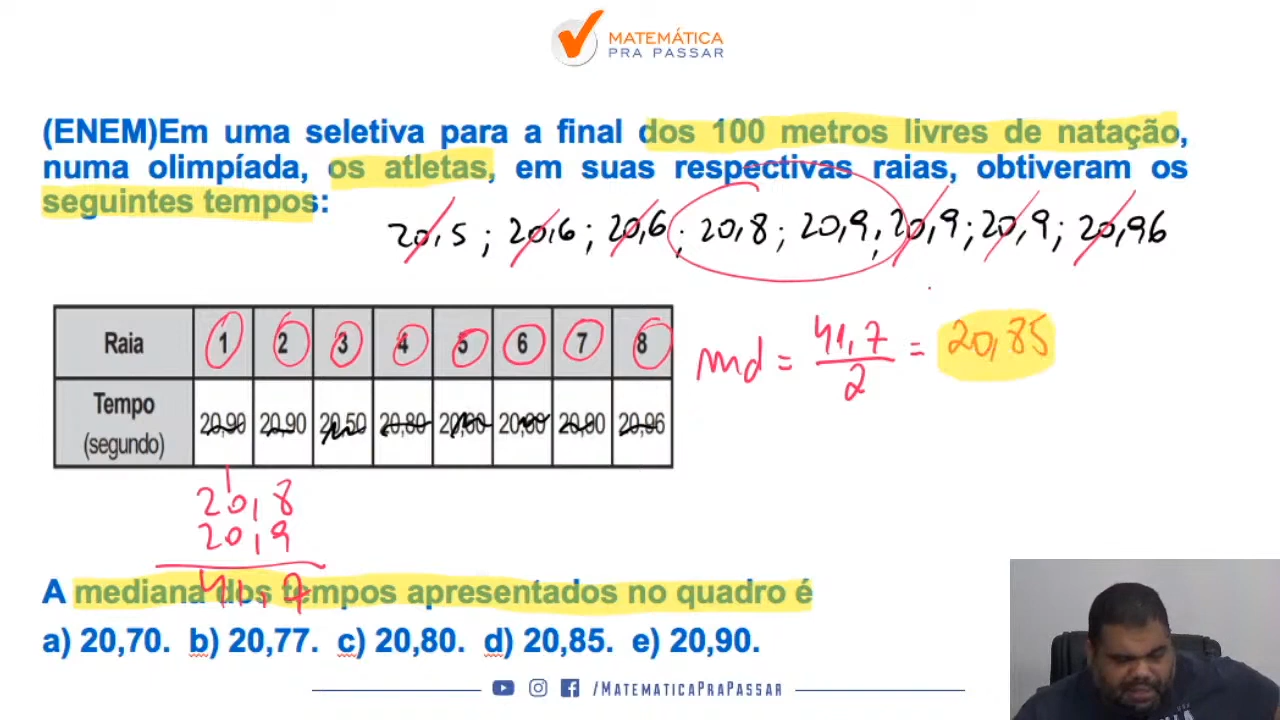 MATEMÁTICA
PRA PASSAR
(ENEM)Em uma seletiva para a final dos 100 metros livres de natação,
numa olimpíada, os atletas, em suas respectivas raias, obtiveram os
seguintes tempos:
20,5 ; 20,6 ; 20,6 ; 20,8 ; 20,9 ; 20,9 ; 20,9 ; 20,96
Raia 1 2 3 4 5 6 7 8
Tempo 20,90 20,90 20,50 20,80 20,60 20,60 20,90 20,96
(segundo)
md = 41,7 / 2 = 20,85
1
20,8
20,9
41,7
A mediana dos tempos apresentados no quadro é
a) 20,70. b) 20,77. c) 20,80. d) 20,85. e) 20,90.
/MATEMATICAPRAPASSAR